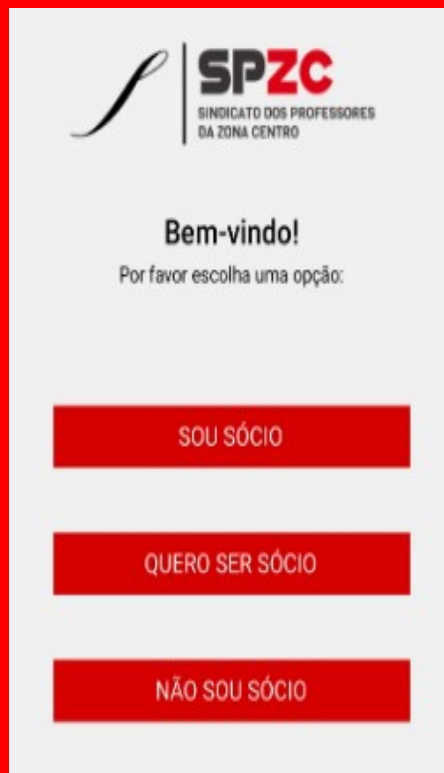 SPZC
SINDICATO DOS PROFESSORES
DA ZONA CENTRO
Bem-vindo!
Por favor escolha uma opção:
SOU SÓCIO
QUERO SER SÓCIO
NÃO SOU SÓCIO